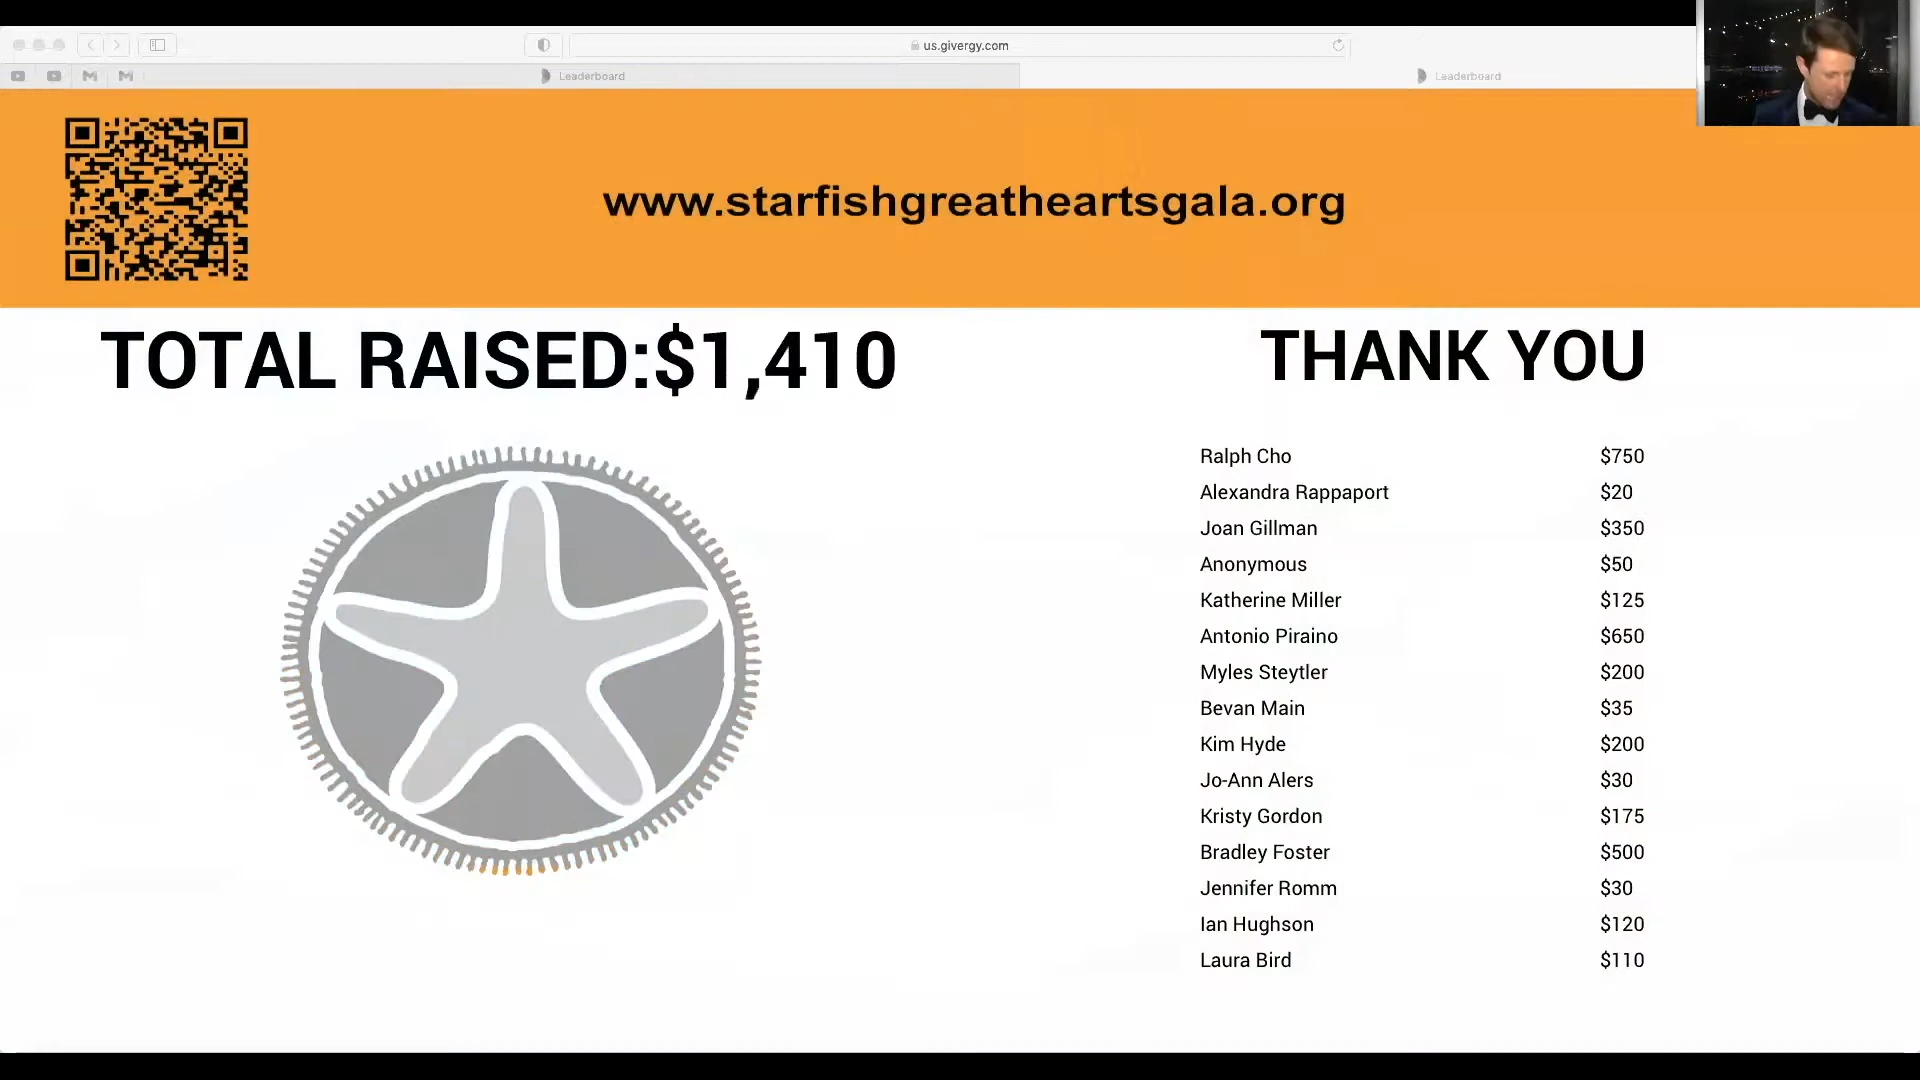 us.givergy.com
Leaderboard
Leaderboard
www.starfishgreatheartsgala.org
TOTAL RAISED:$1,410
THANK YOU
Ralph Cho $750
Alexandra Rappaport $20
Joan Gillman $350
Anonymous $50
Katherine Miller $125
Antonio Piraino $650
Myles Steytler $200
Bevan Main $35
Kim Hyde $200
Jo-Ann Alers $30
Kristy Gordon $175
Bradley Foster $500
Jennifer Romm $30
Ian Hughson $120
Laura Bird $110